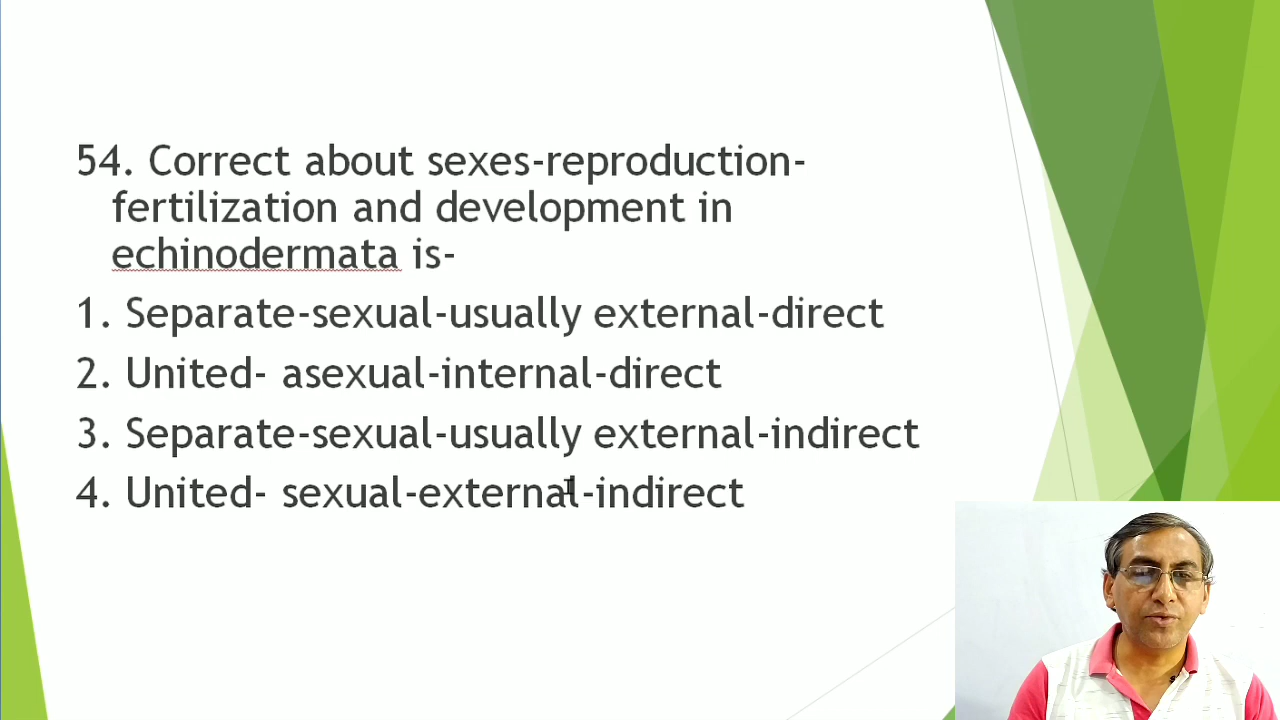 54. Correct about sexes-reproduction-
fertilization and development in
echinodermata is-
1. Separate-sexual-usually external-direct
2. United- asexual-internal-direct
3. Separate-sexual-usually external-indirect
4. United- sexual-external-indirect